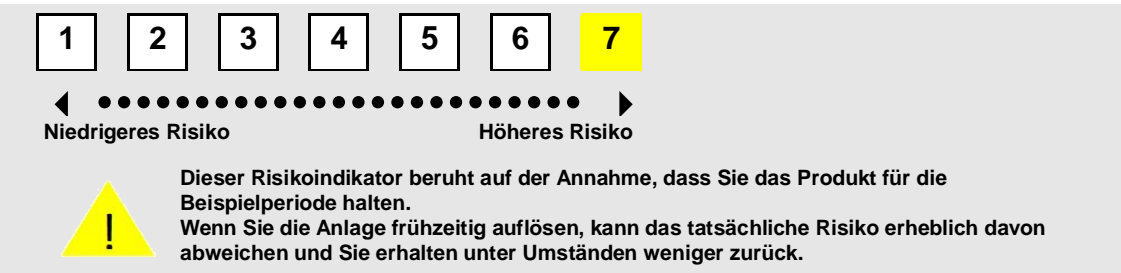 1 2 3 4 5 6 7
Niedrigeres Risiko Höheres Risiko
Dieser Risikoindikator beruht auf der Annahme, dass Sie das Produkt für die
Beispielperiode halten.
Wenn Sie die Anlage frühzeitig auflösen, kann das tatsächliche Risiko erheblich davon
abweichen und Sie erhalten unter Umständen weniger zurück.
!